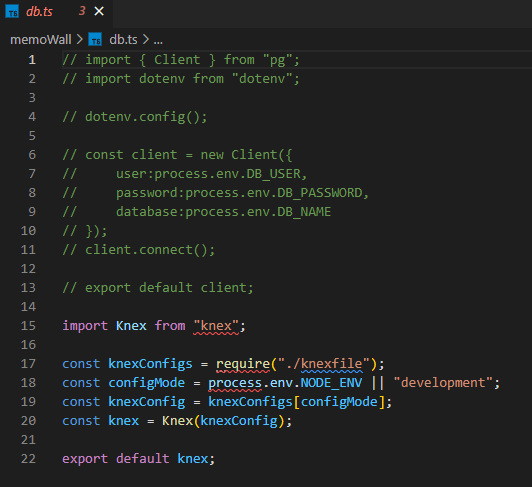 TS db.ts 3 ×
memoWall > TS db.ts > ...
1 // import { Client } from "pg";
2 // import dotenv from "dotenv";
3
4 // dotenv.config();
5
6 // const client = new Client({
7 //     user:process.env.DB_USER,
8 //     password:process.env.DB_PASSWORD,
9 //     database:process.env.DB_NAME
10 // });
11 // client.connect();
12
13 // export default client;
14
15 import Knex from "knex";
16
17 const knexConfigs = require("./knexfile");
18 const configMode = process.env.NODE_ENV || "development";
19 const knexConfig = knexConfigs[configMode];
20 const knex = Knex(knexConfig);
21
22 export default knex;